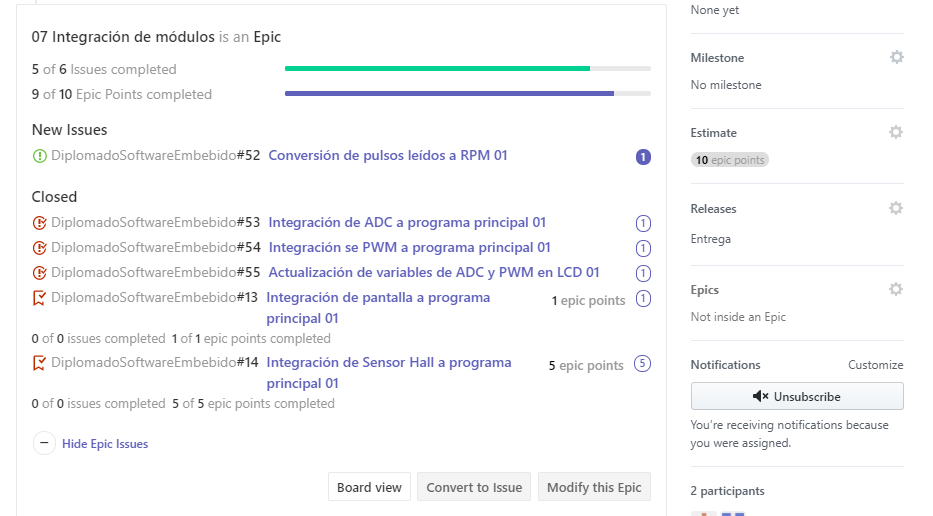 07 Integración de módulos is an Epic
5 of 6 Issues completed
9 of 10 Epic Points completed
New Issues
DiplomadoSoftwareEmbebido#52 Conversión de pulsos leídos a RPM 01 1
Closed
DiplomadoSoftwareEmbebido#53 Integración de ADC a programa principal 01 1
DiplomadoSoftwareEmbebido#54 Integración se PWM a programa principal 01 1
DiplomadoSoftwareEmbebido#55 Actualización de variables de ADC y PWM en LCD 01 1
DiplomadoSoftwareEmbebido#13 Integración de pantalla a programa 1 epic points 1
principal 01
0 of 0 issues completed 1 of 1 epic points completed
DiplomadoSoftwareEmbebido#14 Integración de Sensor Hall a programa 5 epic points 5
principal 01
0 of 0 issues completed 5 of 5 epic points completed
Hide Epic Issues
Board view Convert to Issue Modify this Epic
None yet
Milestone
No milestone
Estimate
10 epic points
Releases
Entrega
Epics
Not inside an Epic
Notifications Customize
Unsubscribe
You're receiving notifications because
you were assigned.
2 participants